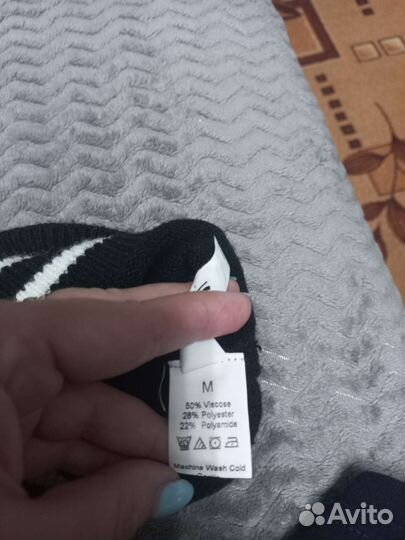 M
50% Viscose
28% Polyester
22% Polyamide
Machine Wash Cold
Avito